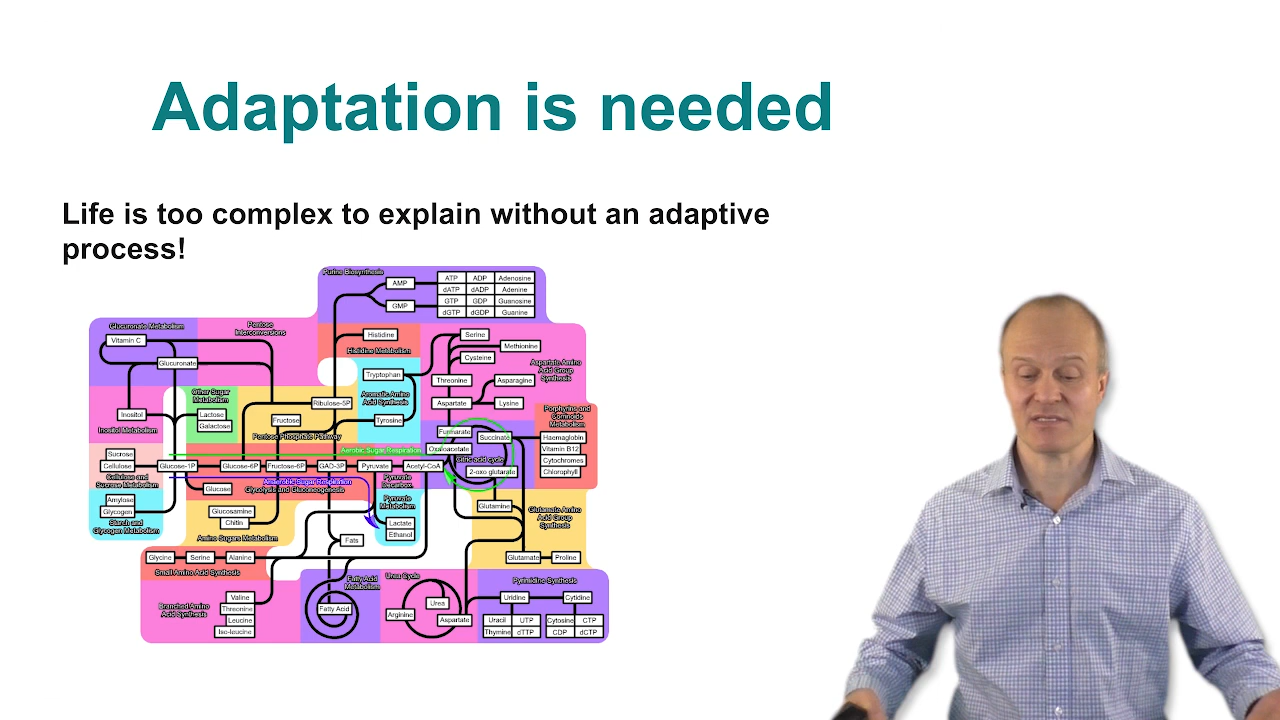 Adaptation is needed
Life is too complex to explain without an adaptive
process!
Purine Biosynthesis
AMP
GMP
ATP ADP Adenosine
dATP dADP Adenine
GTP GDP Guanosine
dGTP dGDP Guanine
Glucuronate Metabolism
Pentose
Interconversions
Vitamin C
Glucuronate
Histidine
Histidine Metabolism
Serine
Methionine
Cysteine
Aspartate Amino
Acid Group
Synthesis
Threonine
Asparagine
Aspartate
Lysine
Tryptophan
Aromatic Amino
Acid Synthesis
Tyrosine
Other Sugar
Metabolism
Lactose
Galactose
Inositol
Inositol Metabolism
Ribulose-5P
Fructose
Pentose Phosphate Pathway
Porphyrins and
Corrinoids
Metabolism
Haemaglobin
Vitamin B12
Cytochromes
Chlorophyll
Fumarate
Succinate
Oxaloacetate
Citric acid cycle
2-oxo glutarate
Aerobic Sugar Respiration
Sucrose
Cellulose
Glucose-1P
Glucose-6P
Fructose-6P
GAD-3P
Pyruvate
Acetyl-CoA
Cellulose and
Sucrose Metabolism
Anaerobic Sugar Respiration
Glycolysis and Gluconeogenesis
Pyruvate
Decarbox.
Pyruvate
Metabolism
Glucose
Amylose
Glycogen
Starch and
Glycogen Metabolism
Glucosamine
Chitin
Amino Sugars Metabolism
Lactate
Ethanol
Glutamine
Glutamate Amino
Acid Group
Synthesis
Glutamate
Proline
Fats
Glycine
Serine
Alanine
Small Amino Acid Synthesis
Branched Amino
Acid Synthesis
Valine
Threonine
Leucine
Iso-leucine
Fatty Acid
Metabolism
Fatty Acid
Urea Cycle
Urea
Arginine
Aspartate
Pyrimidine Synthesis
Uridine
Cytidine
Uracil UTP
Thymine dTTP
Cytosine CTP
CDP dCTP